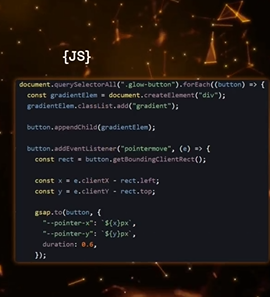 {JS}
document.querySelectorAll(".glow-button").forEach((button) => {
const gradientElem = document.createElement("div");
gradientElem.classList.add("gradient");
button.appendChild(gradientElem);
button.addEventListener("pointermove", (e) => {
const rect = button.getBoundingClientRect();
const x = e.clientX - rect.left;
const y = e.clientY - rect.top;
gsap.to(button, {
"--pointer-x": `${x}px`,
"--pointer-y": `${y}px`,
duration: 0.6,
});